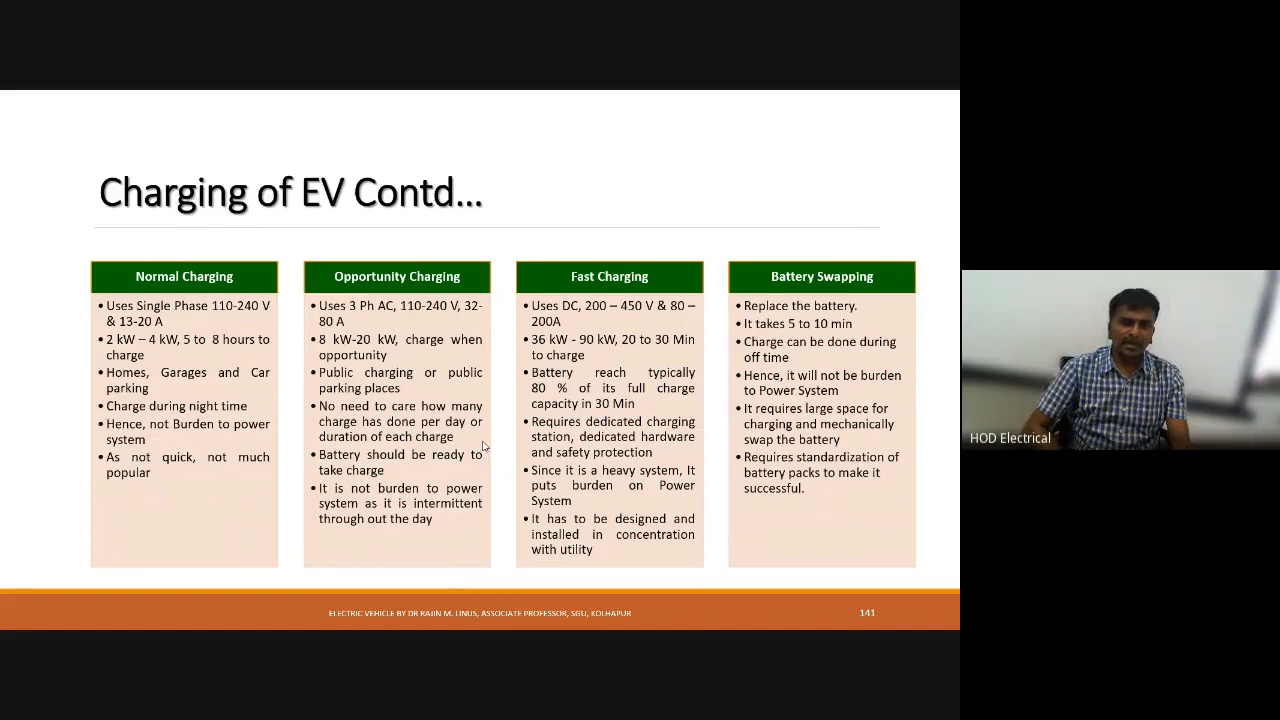 Charging of EV Contd...
Normal Charging
• Uses Single Phase 110-240 V
& 13-20 A
• 2 kW – 4 kW, 5 to 8 hours to
charge
• Homes, Garages and Car
parking
• Charge during night time
• Hence, not Burden to power
system
• As not quick, not much
popular
Opportunity Charging
• Uses 3 Ph AC, 110-240 V, 32-
80 A
• 8 kW-20 kW, charge when
opportunity
• Public charging or public
parking places
• No need to care how many
charge has done per day or
duration of each charge
• Battery should be ready to
take charge
• It is not burden to power
system as it is intermittent
through out the day
Fast Charging
• Uses DC, 200 – 450 V & 80 –
200A
• 36 kW - 90 kW, 20 to 30 Min
to charge
• Battery reach typically
80 % of its full charge
capacity in 30 Min
• Requires dedicated charging
station, dedicated hardware
and safety protection
• Since it is a heavy system, It
puts burden on Power
System
• It has to be designed and
installed in concentration
with utility
Battery Swapping
• Replace the battery.
• It takes 5 to 10 min
• Charge can be done during
off time
• Hence, it will not be burden
to Power System
• It requires large space for
charging and mechanically
swap the battery
• Requires standardization of
battery packs to make it
successful.
ELECTRIC VEHICLE BY DR RAJIN M. LINUS, ASSOCIATE PROFESSOR, SGU, KOLHAPUR
141
HOD Electrical